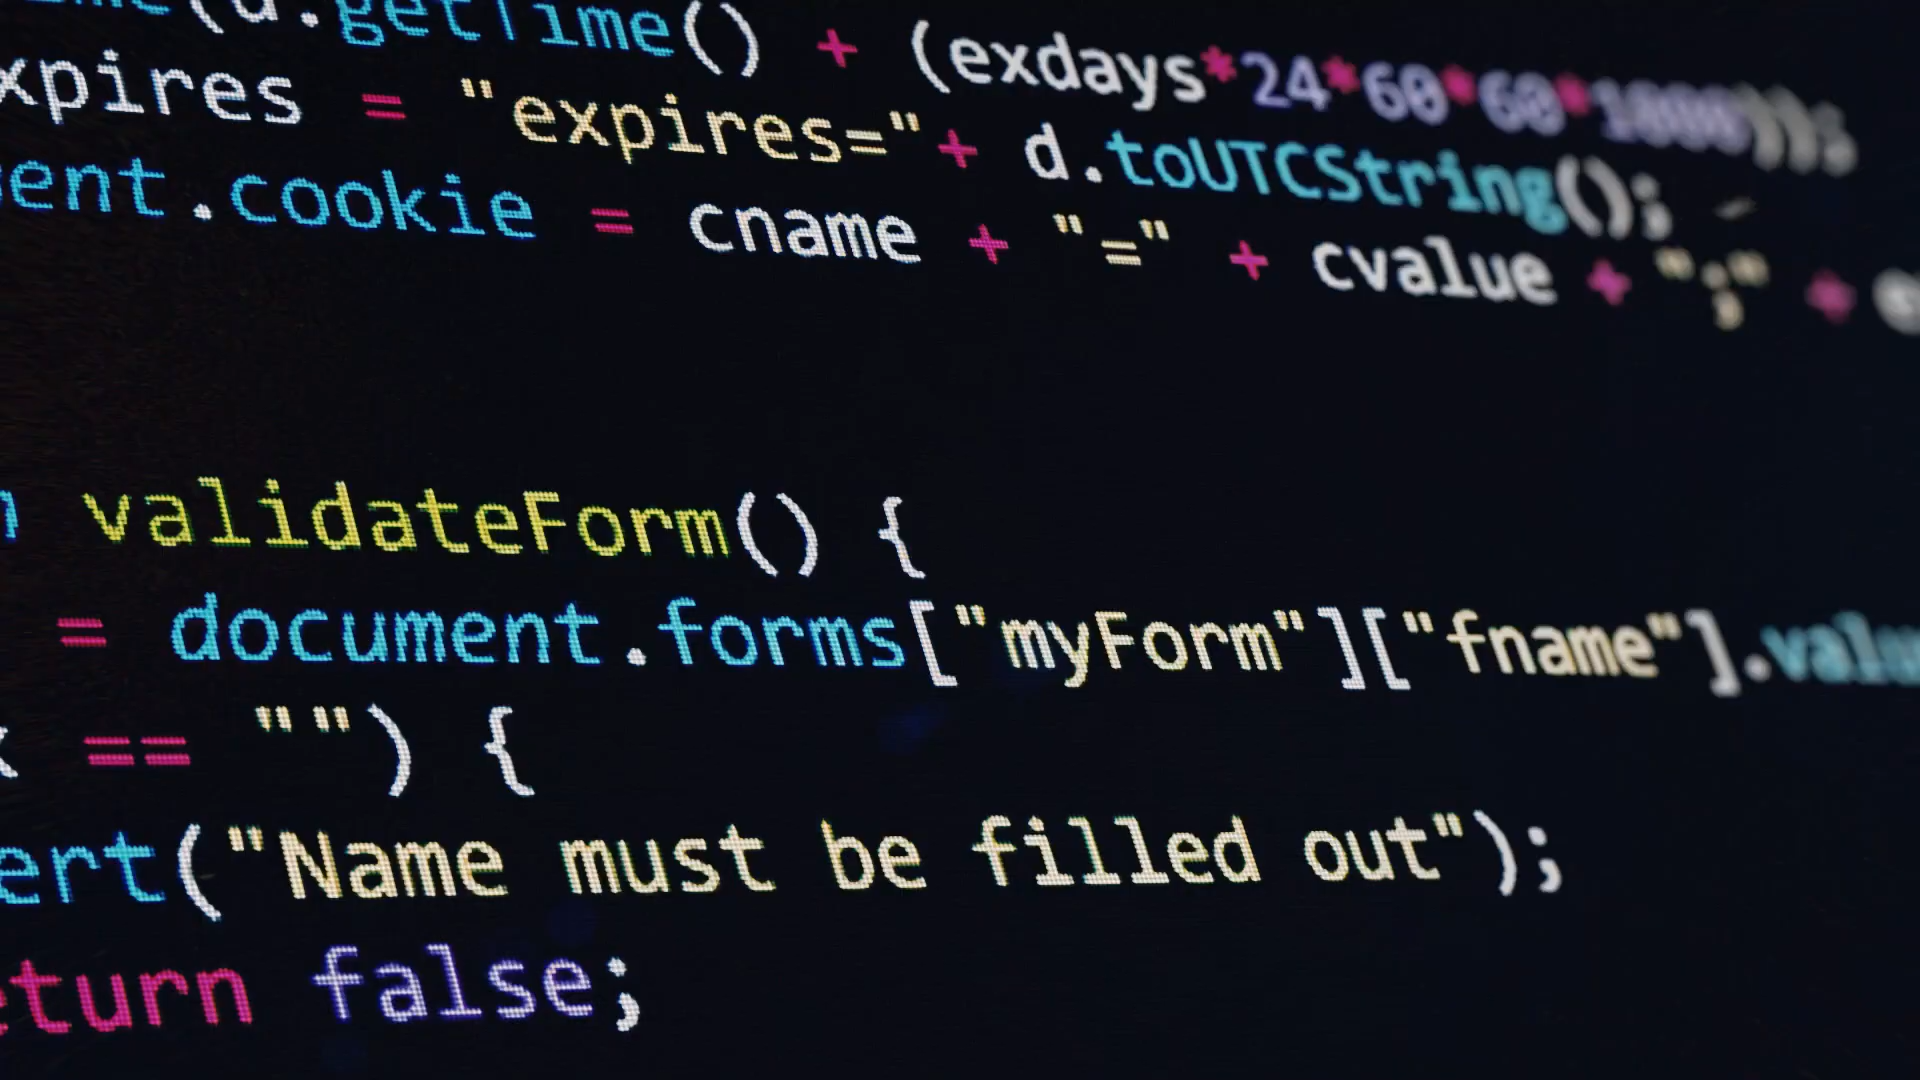 (d.getTime() + (exdays*24*60*60*1000));
xpires = "expires="+ d.toUTCString();
ent.cookie = cname + "=" + cvalue + ";" +
validateForm() {
= document.forms["myForm"]["fname"].valu
== "") {
ert("Name must be filled out");
eturn false;